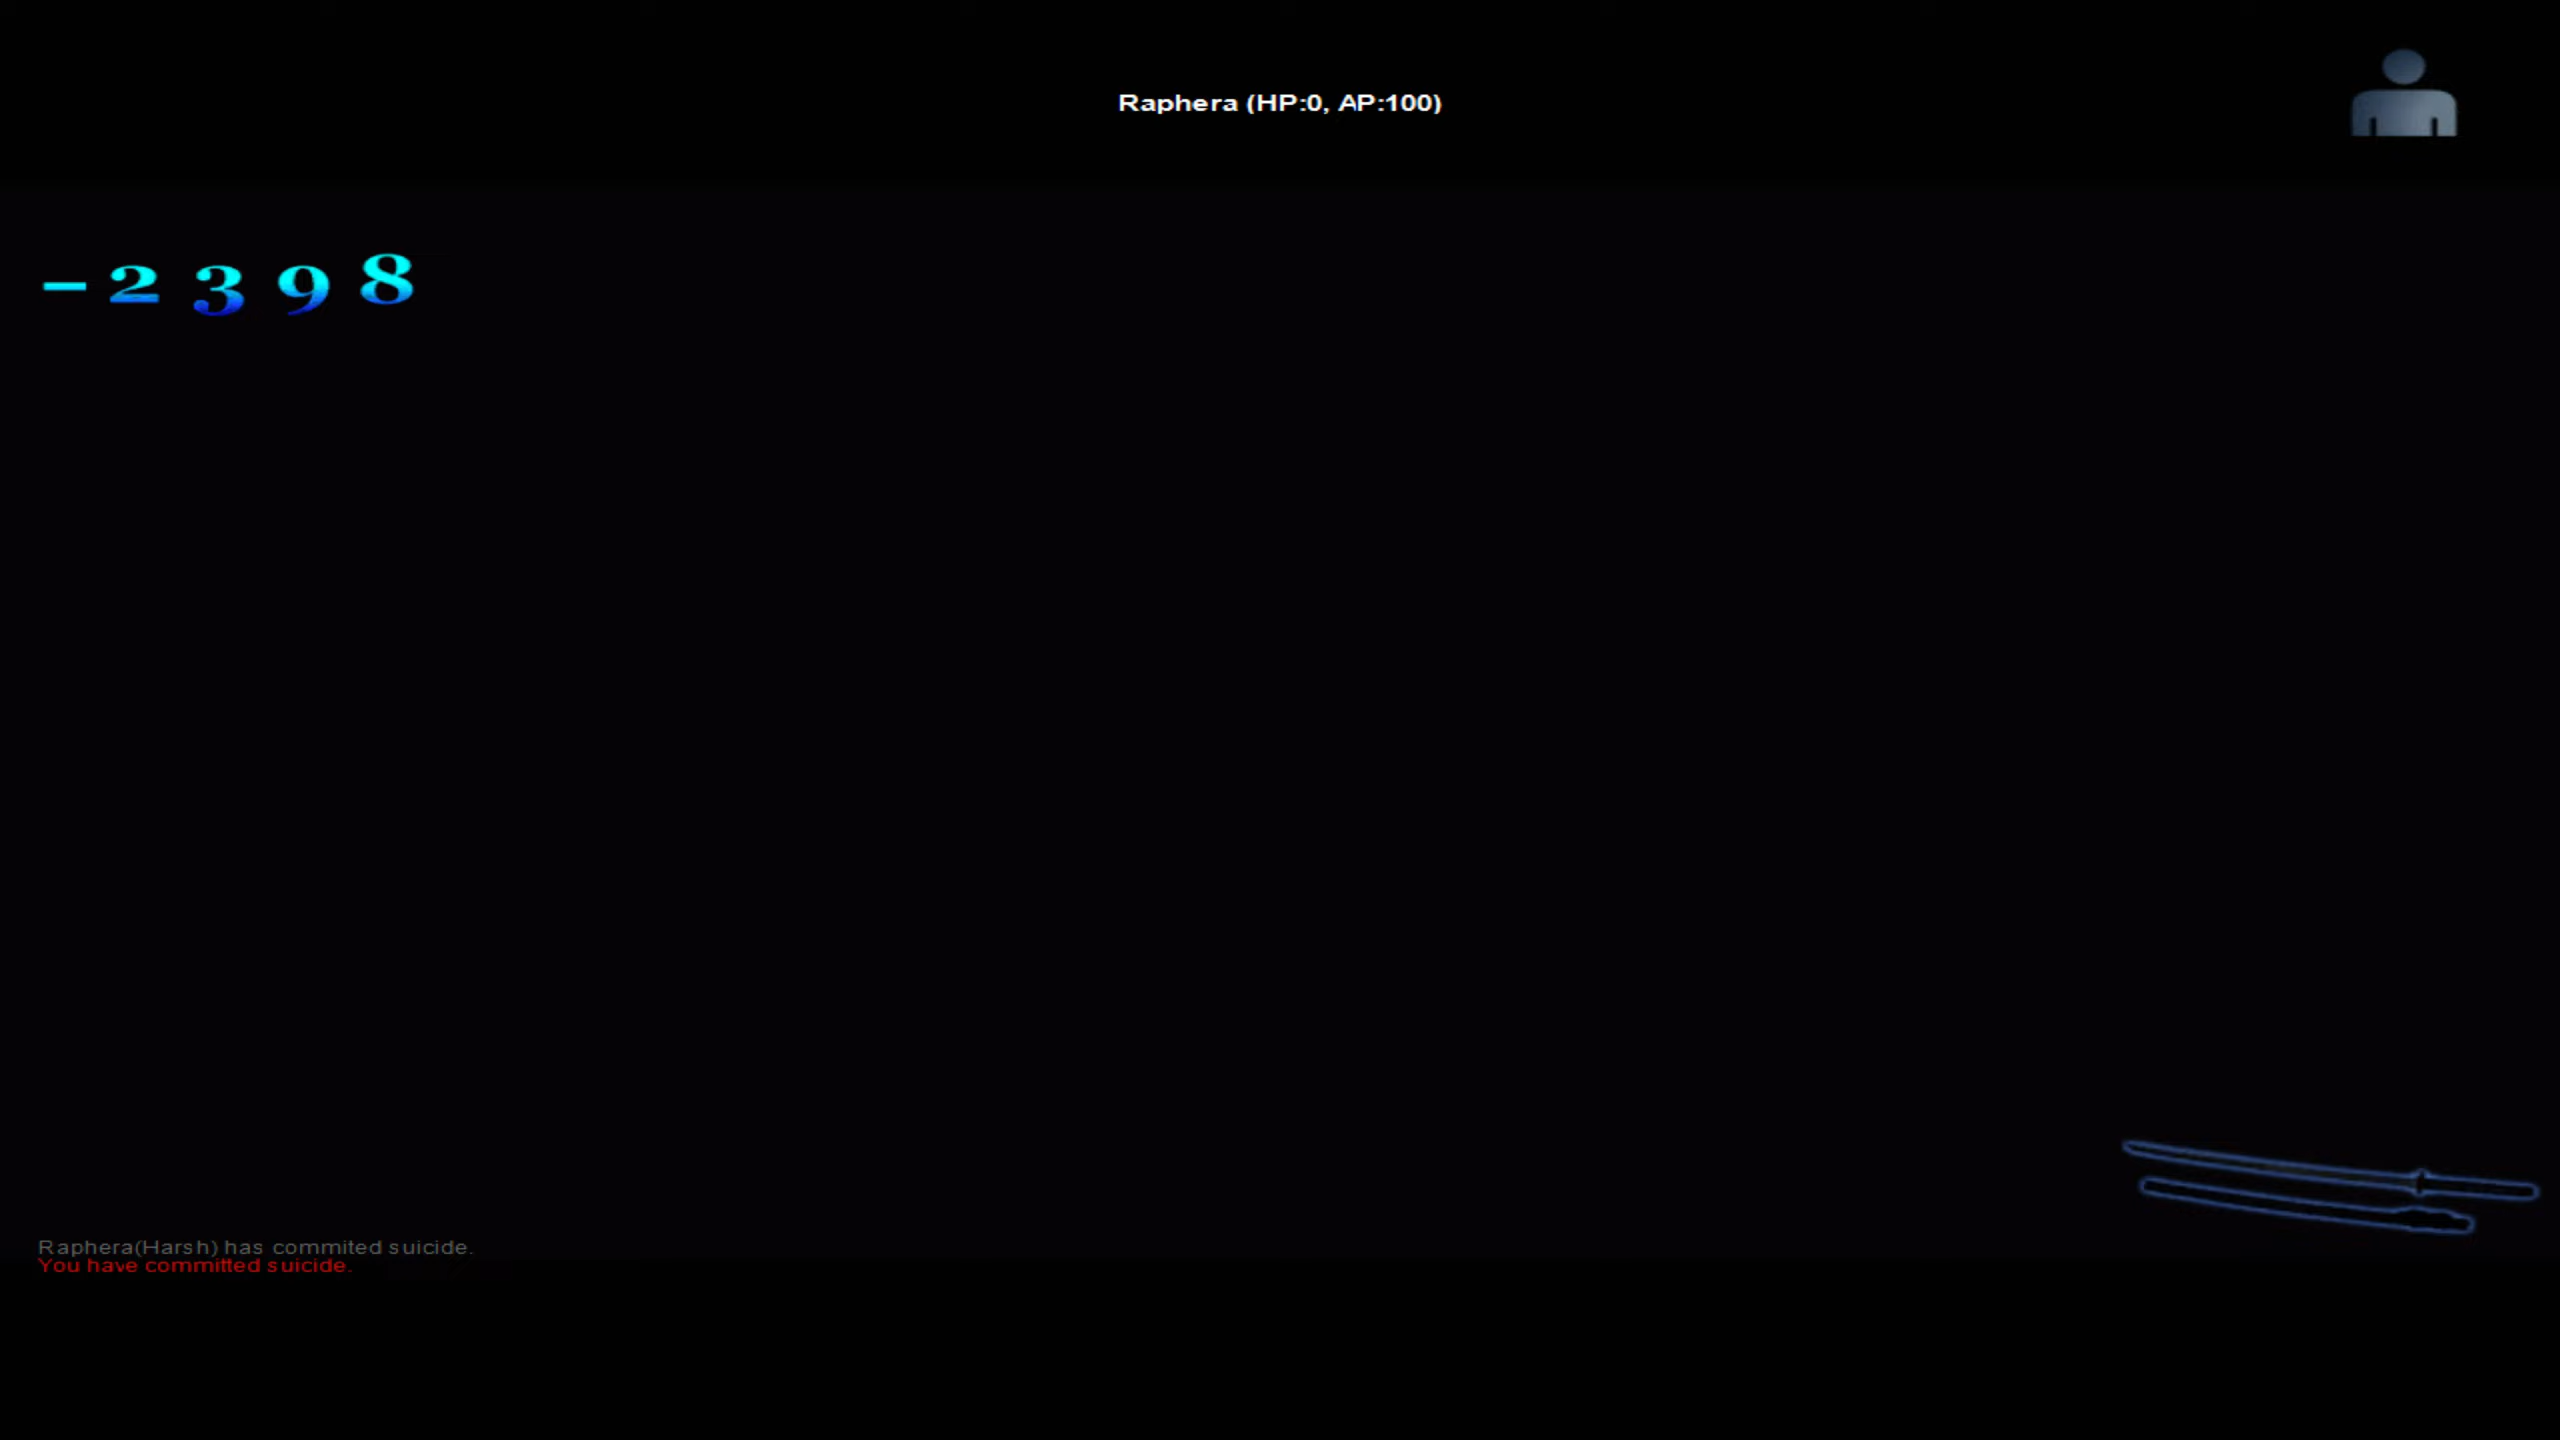 Raphera (HP:0, AP:100)
-2398
Raphera(Harsh) has commited suicide.
You have committed suicide.